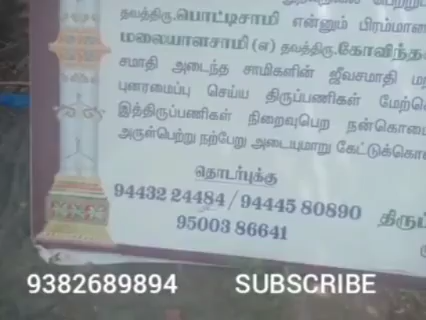 தலத்திரு.பொட்டிசாமி என்னும் பிரம்மான
மலையாளசாமி (எ) தலத்திரு.கோவிந்த
சமாதி அடைந்த சாமிகளின் ஜீவசமாதி
புனரமைப்பு செய்ய திருப்பணிகள்
இத்திருப்பணிகள் நிறைவுபெற நன்கொடை
அருள்பெற்று நற்பேறு அடையுமாறு கேட்டுக்கொ
தொடர்புக்கு
94432 24484 / 94445 80890
95003 86641
9382689894 SUBSCRIBE